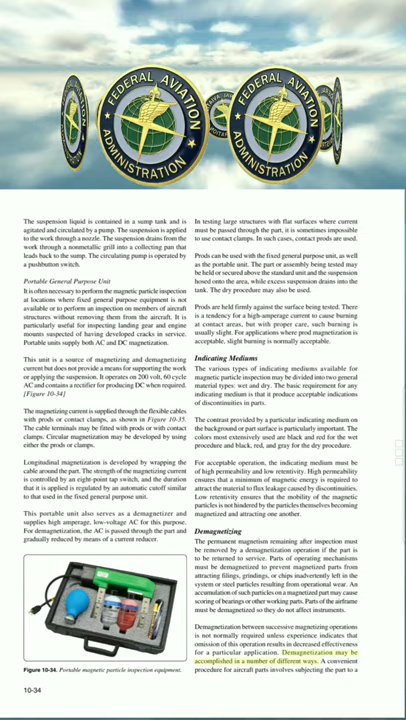 FEDERAL AVIATION
ADMINISTRATION
FEDERAL AVIATION
ADMINISTRATION
The suspension liquid is contained in a sump tank and is
agitated and circulated by a pump. The suspension is applied
to the work through a nozzle. The suspension drains from the
work through a nonmetallic grill into a collecting pan that
leads back to the sump. The circulating pump is operated by
a pushbutton switch.
Portable General Purpose Unit
It is often necessary to perform the magnetic particle inspection
at locations where fixed general purpose equipment is not
available or to perform an inspection on members of aircraft
structures without removing them from the aircraft. It is
particularly useful for inspecting landing gear and engine
mounts suspected of having developed cracks in service.
Portable units supply both AC and DC magnetization.
This unit is a source of magnetizing and demagnetizing
current but does not provide a means for supporting the work
or applying the suspension. It operates on 200 volt, 60 cycle
AC and contains a rectifier for producing DC when required.
[Figure 10-34]
The magnetizing current is supplied through the flexible cables
with prods or contact clamps, as shown in Figure 10-35.
The cable terminals may be fitted with prods or with contact
clamps. Circular magnetization may be developed by using
either the prods or clamps.
Longitudinal magnetization is developed by wrapping the
cable around the part. The strength of the magnetizing current
is controlled by an eight-point tap switch, and the duration
that it is applied is regulated by an automatic cutoff similar
to that used in the fixed general purpose unit.
This portable unit also serves as a demagnetizer and
supplies high amperage, low-voltage AC for this purpose.
For demagnetization, the AC is passed through the part and
gradually reduced by means of a current reducer.
Figure 10-34. Portable magnetic particle inspection equipment.
10-34
In testing large structures with flat surfaces where current
must be passed through the part, it is sometimes impossible
to use contact clamps. In such cases, contact prods are used.
Prods can be used with the fixed general purpose unit, as well
as the portable unit. The part or assembly being tested may
be held or secured above the standard unit and the suspension
hosed onto the area, while excess suspension drains into the
tank. The dry procedure may also be used.
Prods are held firmly against the surface being tested. There
is a tendency for a high-amperage current to cause burning
at contact areas, but with proper care, such burning is
usually slight. For applications where prod magnetization is
acceptable, slight burning is normally acceptable.
Indicating Mediums
The various types of indicating mediums available for
magnetic particle inspection may be divided into two general
material types: wet and dry. The basic requirement for any
indicating medium is that it produce acceptable indications
of discontinuities in parts.
The contrast provided by a particular indicating medium on
the background or part surface is particularly important. The
colors most extensively used are black and red for the wet
procedure and black, red, and gray for the dry procedure.
For acceptable operation, the indicating medium must be
of high permeability and low retentivity. High permeability
ensures that a minimum of magnetic energy is required to
attract the material to flux leakage caused by discontinuities.
Low retentivity ensures that the mobility of the magnetic
particles is not hindered by the particles themselves becoming
magnetized and attracting one another.
Demagnetizing
The permanent magnetism remaining after inspection must
be removed by a demagnetization operation if the part is
to be returned to service. Parts of operating mechanisms
must be demagnetized to prevent magnetized parts from
attracting filings, grindings, or chips inadvertently left in the
system or steel particles resulting from operational wear. An
accumulation of such particles on a magnetized part may cause
scoring of bearings or other working parts. Parts of the airframe
must be demagnetized so they do not affect instruments.
Demagnetization between successive magnetizing operations
is not normally required unless experience indicates that
omission of this operation results in decreased effectiveness
for a particular application. Demagnetization may be
accomplished in a number of different ways. A convenient
procedure for aircraft parts involves subjecting the part to a